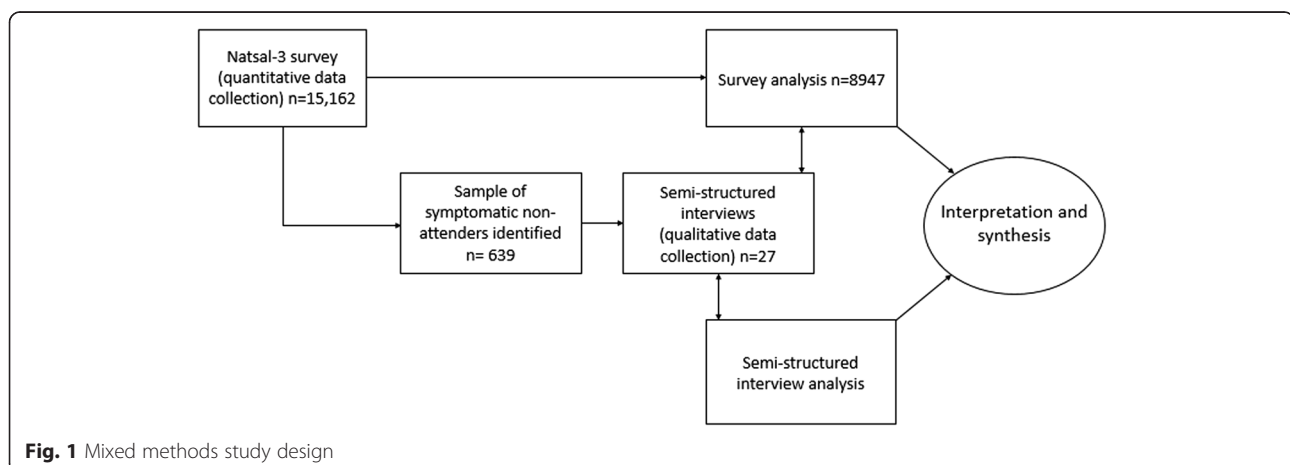 Natsal-3 survey
(quantitative data
collection) n=15,162
Survey analysis n=8947
Sample of
symptomatic non-
attenders identified
n= 639
Semi-structured
interviews
(qualitative data
collection) n=27
Interpretation and
synthesis
Semi-structured
interview analysis
Fig. 1 Mixed methods study design